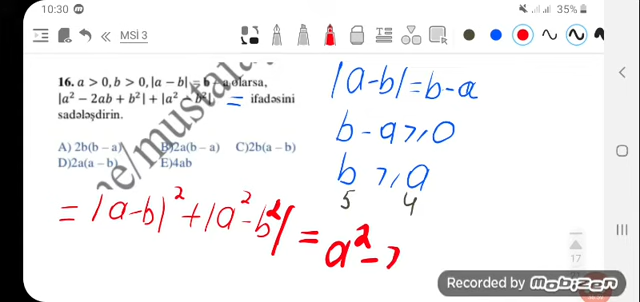 10:30 35%
MSİ 3
16. a > 0, b > 0, |a − b| = b − a olarsa,
|a² − 2ab + b²| + |a² − b²| = ifadəsini
sadələşdirin.
A) 2b(b − a) B) 2a(b − a) C) 2b(a − b)
D) 2a(a − b) E) 4ab
|a-b|=b-a
b-a⩾0
b⩾a
5 4
= |a-b|²+|a²-b²| = a²-
17
Recorded by mobizen